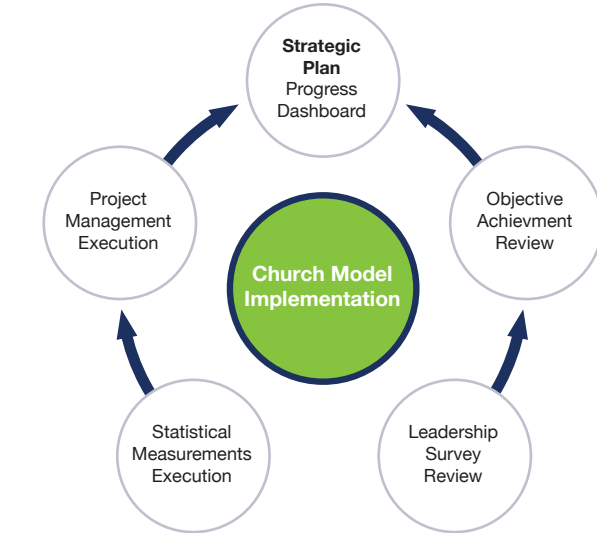 Strategic
Plan
Progress
Dashboard
Project
Management
Execution
Objective
Achievment
Review
Church Model
Implementation
Statistical
Measurements
Execution
Leadership
Survey
Review